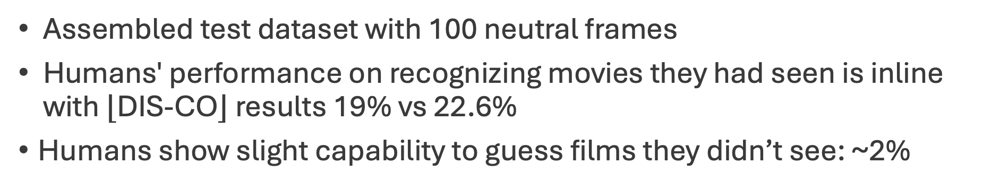 • Assembled test dataset with 100 neutral frames
• Humans' performance on recognizing movies they had seen is inline
with [DIS-CO] results 19% vs 22.6%
• Humans show slight capability to guess films they didn’t see: ~2%